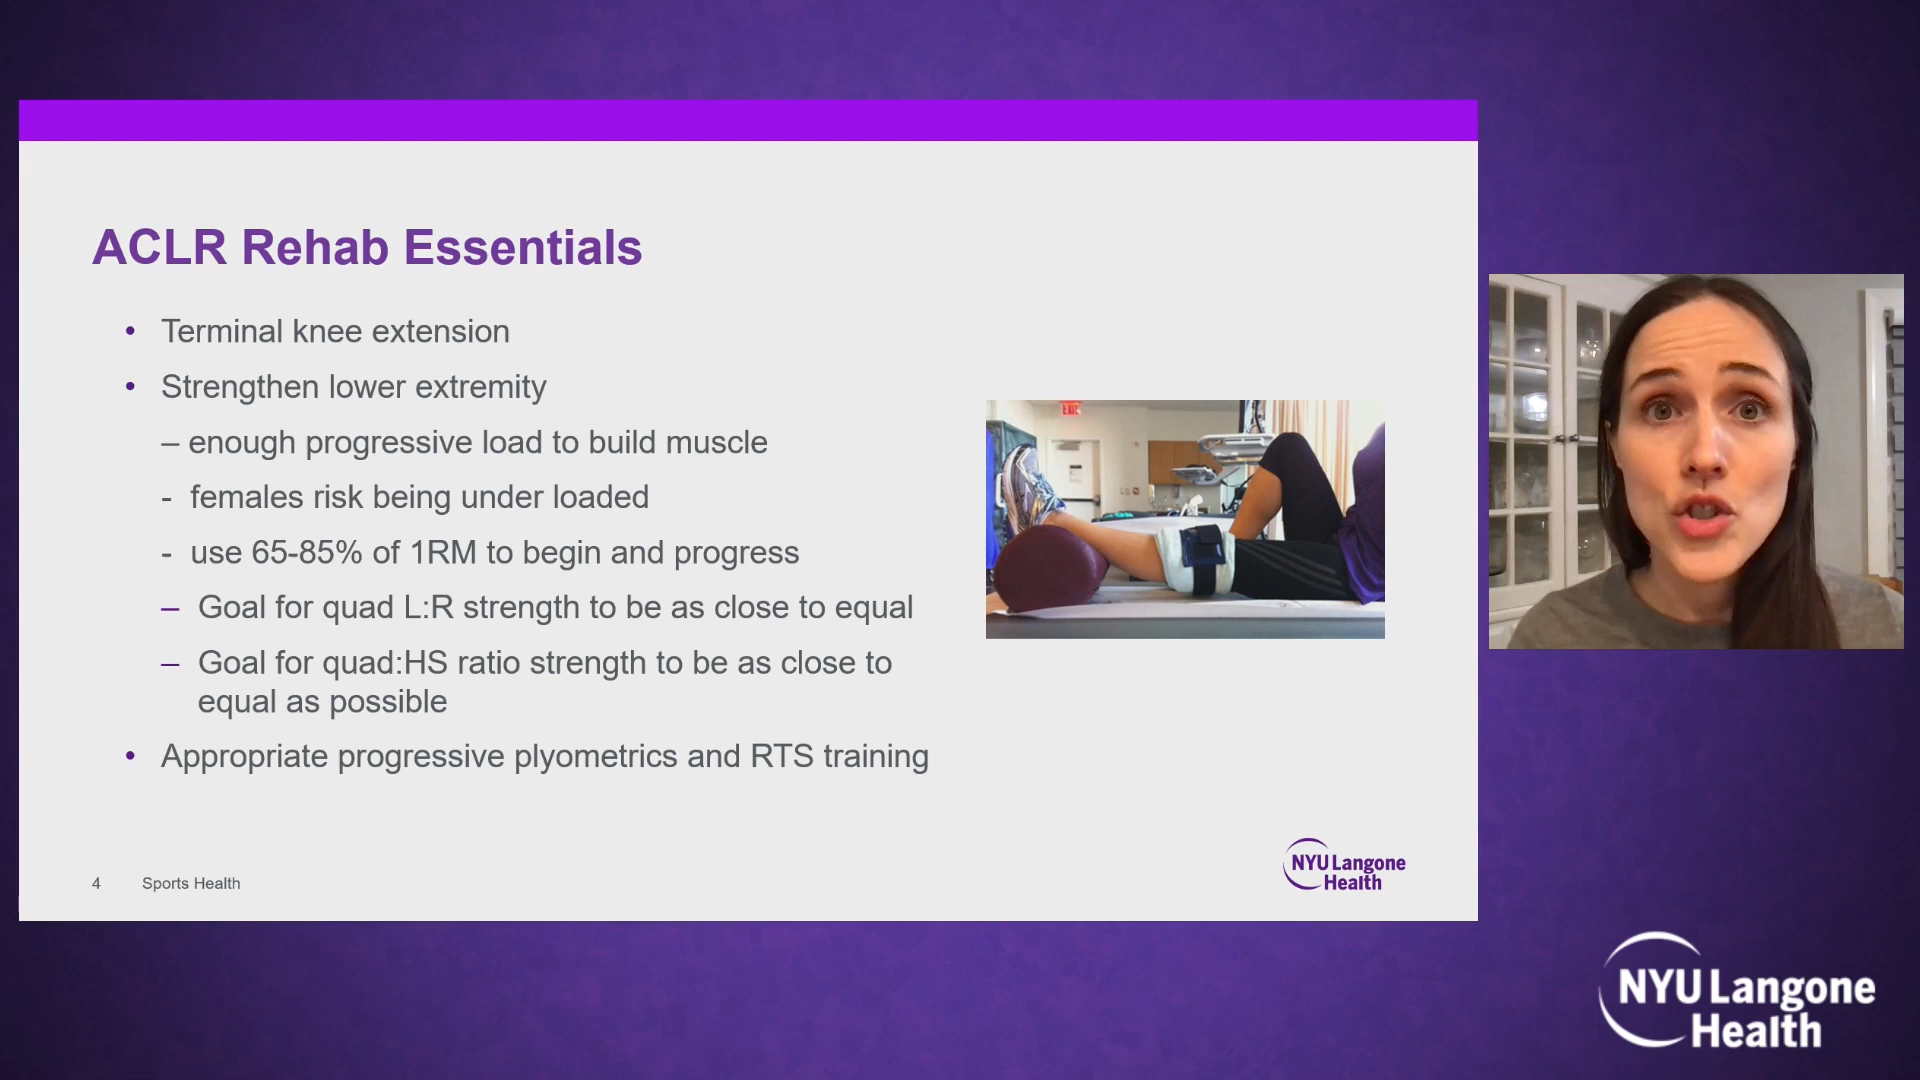 ACLR Rehab Essentials
• Terminal knee extension
• Strengthen lower extremity
– enough progressive load to build muscle
- females risk being under loaded
- use 65-85% of 1RM to begin and progress
– Goal for quad L:R strength to be as close to equal
– Goal for quad:HS ratio strength to be as close to
equal as possible
• Appropriate progressive plyometrics and RTS training
EXIT
4 Sports Health
NYU Langone
Health
NYU Langone
Health